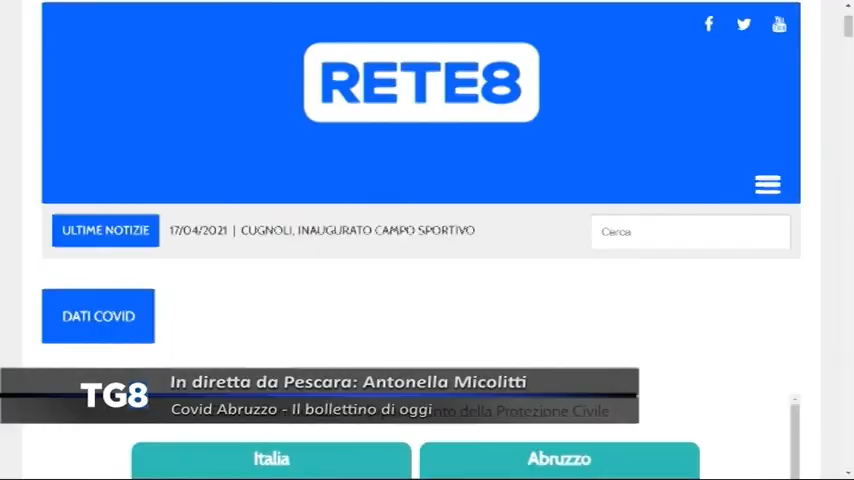 RETE8
ULTIME NOTIZIE
17/04/2021 | CUGNOLI, INAUGURATO CAMPO SPORTIVO
Cerca
DATI COVID
TG8
In diretta da Pescara: Antonella Micolitti
Covid Abruzzo - Il bollettino di oggi
della Protezione Civile
Italia
Abruzzo